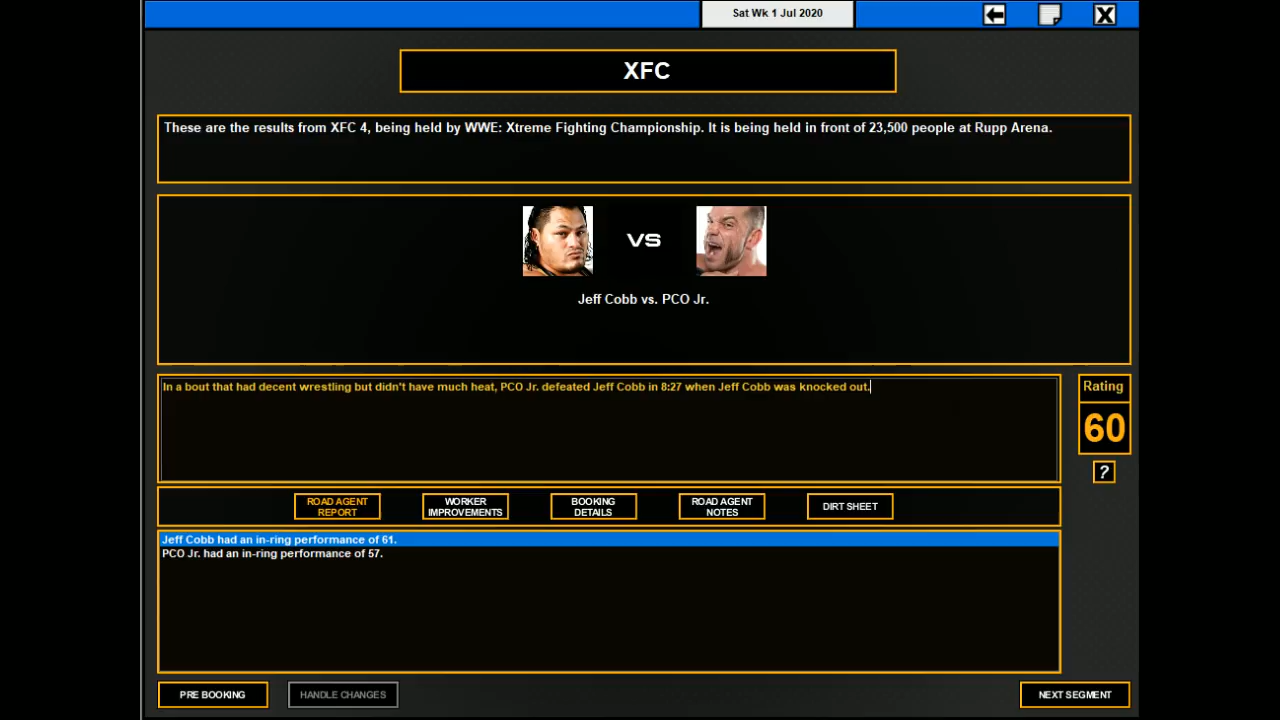 Sat Wk 1 Jul 2020
XFC
These are the results from XFC 4, being held by WWE: Xtreme Fighting Championship. It is being held in front of 23,500 people at Rupp Arena.
VS
Jeff Cobb vs. PCO Jr.
In a bout that had decent wrestling but didn't have much heat, PCO Jr. defeated Jeff Cobb in 8:27 when Jeff Cobb was knocked out.
Rating
60
?
ROAD AGENT
REPORT
WORKER
IMPROVEMENTS
BOOKING
DETAILS
ROAD AGENT
NOTES
DIRT SHEET
Jeff Cobb had an in-ring performance of 61.
PCO Jr. had an in-ring performance of 57.
PRE BOOKING
HANDLE CHANGES
NEXT SEGMENT